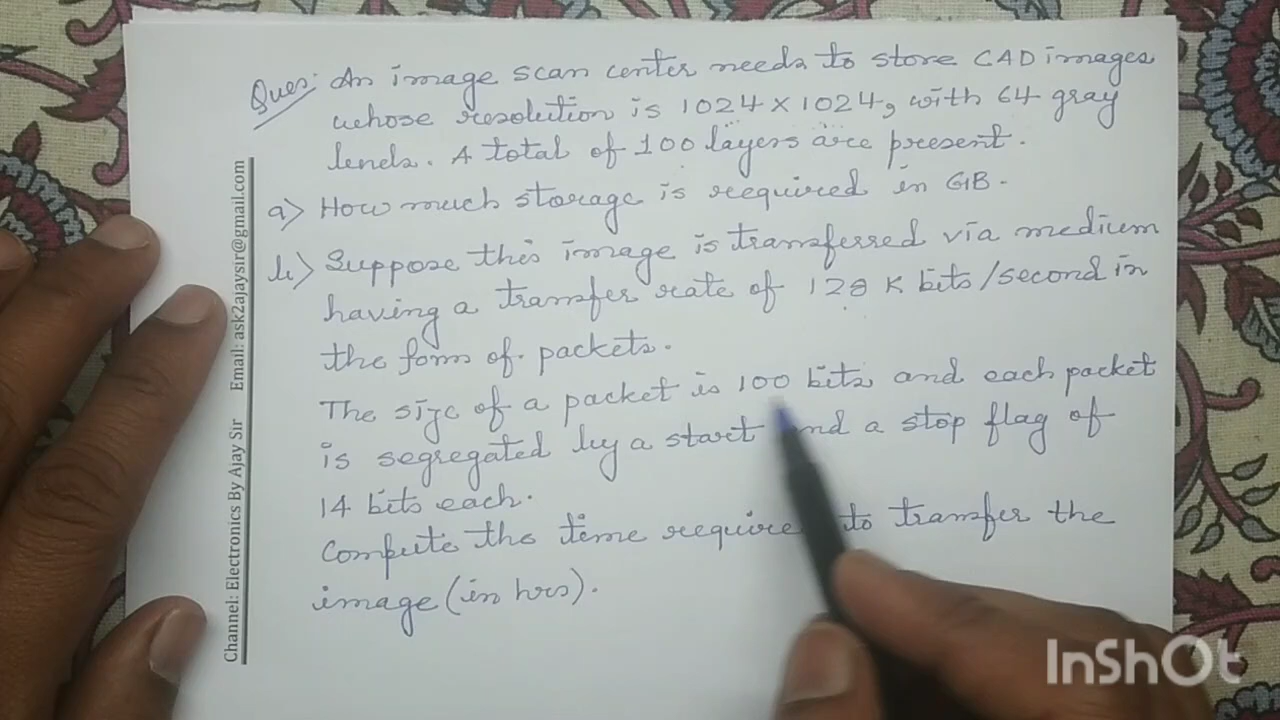 Ques: An image scan center needs to store CAD images
whose resolution is 1024 × 1024, with 64 gray
levels. A total of 100 layers are present.
a) How much storage is required in GB.
b) Suppose this image is transferred via medium
having a transfer rate of 128 K bits/second in
the form of packets.
The size of a packet is 100 bits and each packet
is segregated by a start and a stop flag of
14 bits each.
Compute the time require to transfer the
image (in hrs).
Channel: Electronics By Ajay Sir Email: ask2ajaysir@gmail.com
InShOt